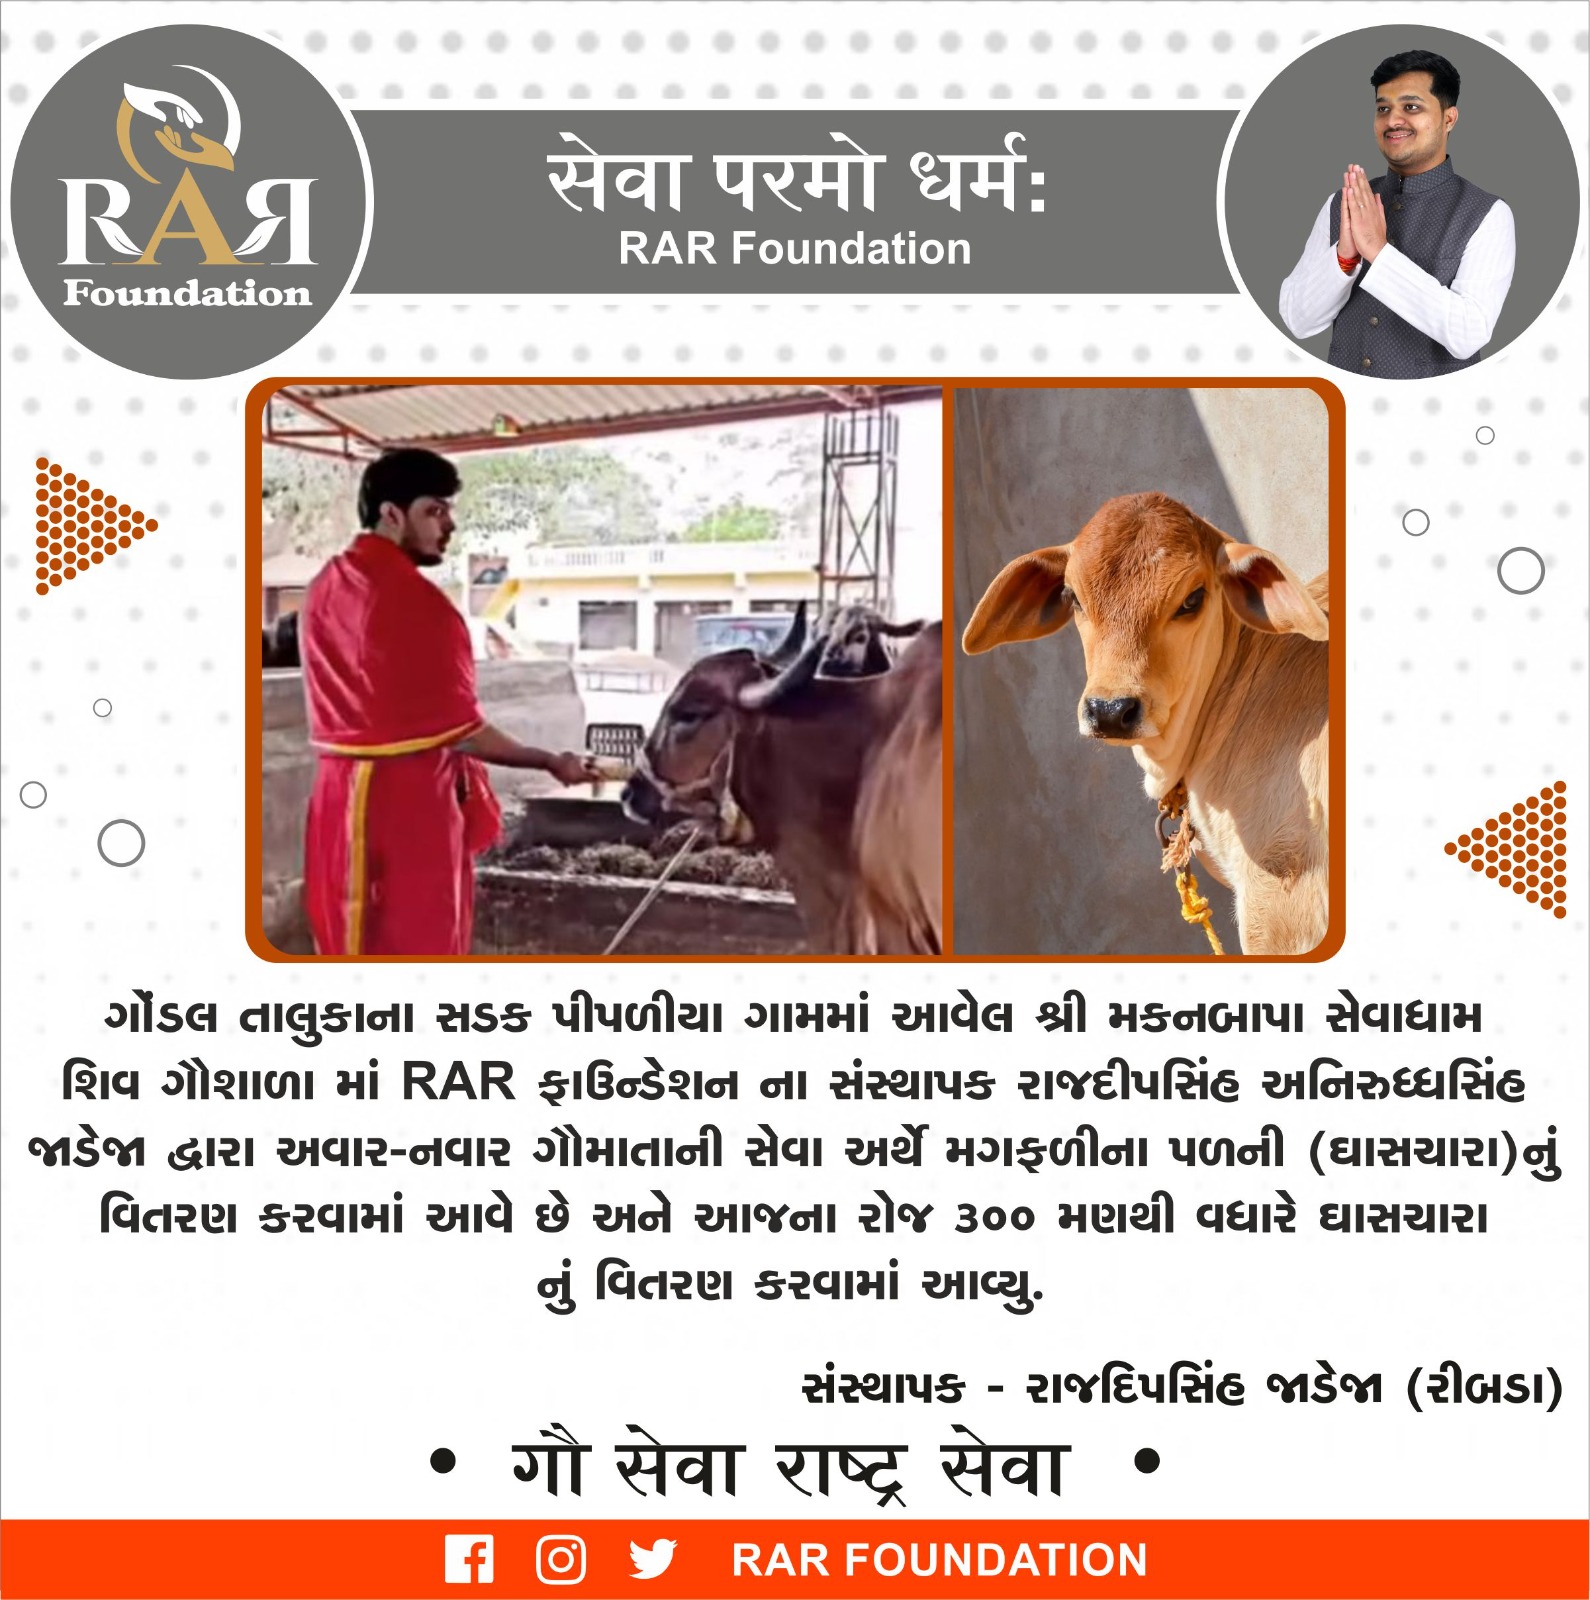 RAR
Foundation
सेवा परमो धर्म:
RAR Foundation
ગોંડલ તાલુકાના સડક પીપળીયા ગામમાં આવેલ શ્રી મકનબાપા સેવાધામ
શિવ ગૌશાળા માં RAR ફાઉન્ડેશન ના સંસ્થાપક રાજદીપસિંહ અનિરુધ્ધસિંહ
જાડેજા દ્વારા અવાર-નવાર ગૌમાતાની સેવા અર્થે મગફળીના પળની (ઘાસચારા)નું
વિતરણ કરવામાં આવે છે અને આજના રોજ ૩૦૦ મણથી વધારે ઘાસચારા
નું વિતરણ કરવામાં આવ્યુ.
સંસ્થાપક - રાજદિપસિંહ જાડેજા (રીબડા)
• गौ सेवा राष्ट्र सेवा •
RAR FOUNDATION